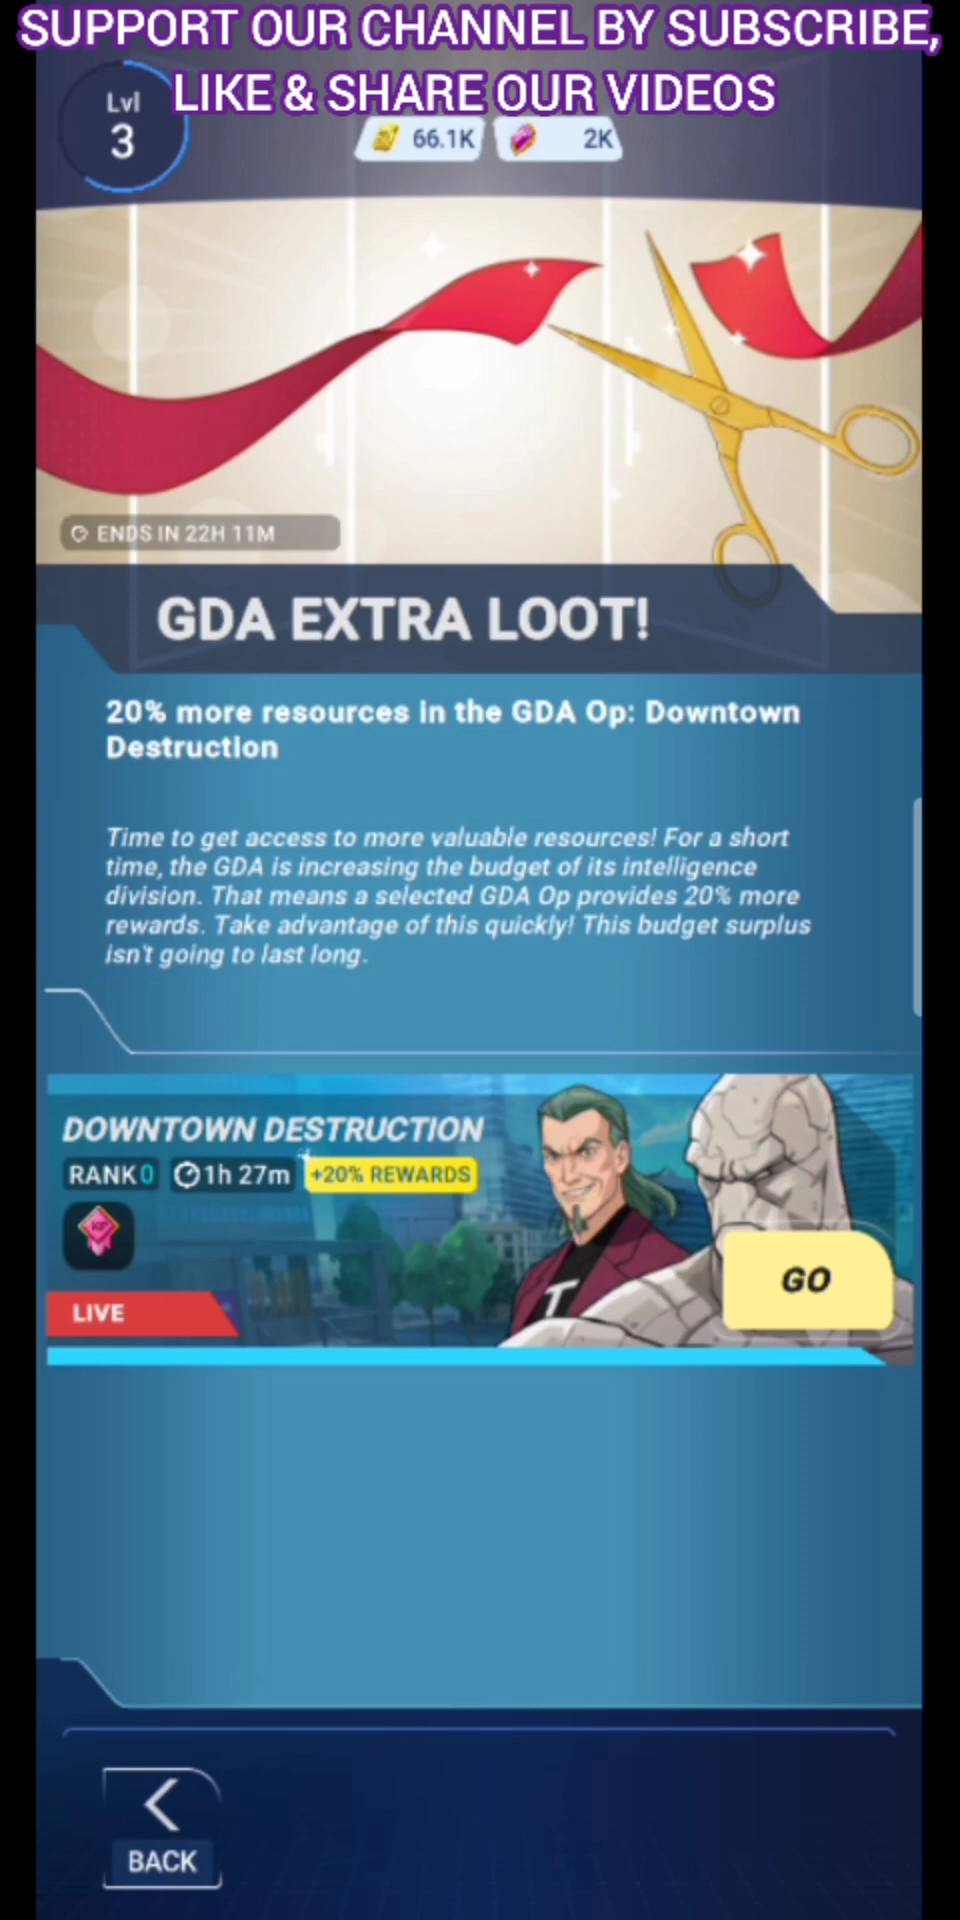 SUPPORT OUR CHANNEL BY SUBSCRIBE,
LIKE & SHARE OUR VIDEOS
Lvl
3
66.1K
2K
ENDS IN 22H 11M
GDA EXTRA LOOT!
20% more resources in the GDA Op: Downtown
Destruction
Time to get access to more valuable resources! For a short
time, the GDA is increasing the budget of its intelligence
division. That means a selected GDA Op provides 20% more
rewards. Take advantage of this quickly! This budget surplus
isn't going to last long.
DOWNTOWN DESTRUCTION
RANK 0
1h 27m
+20% REWARDS
XP
LIVE
GO
BACK